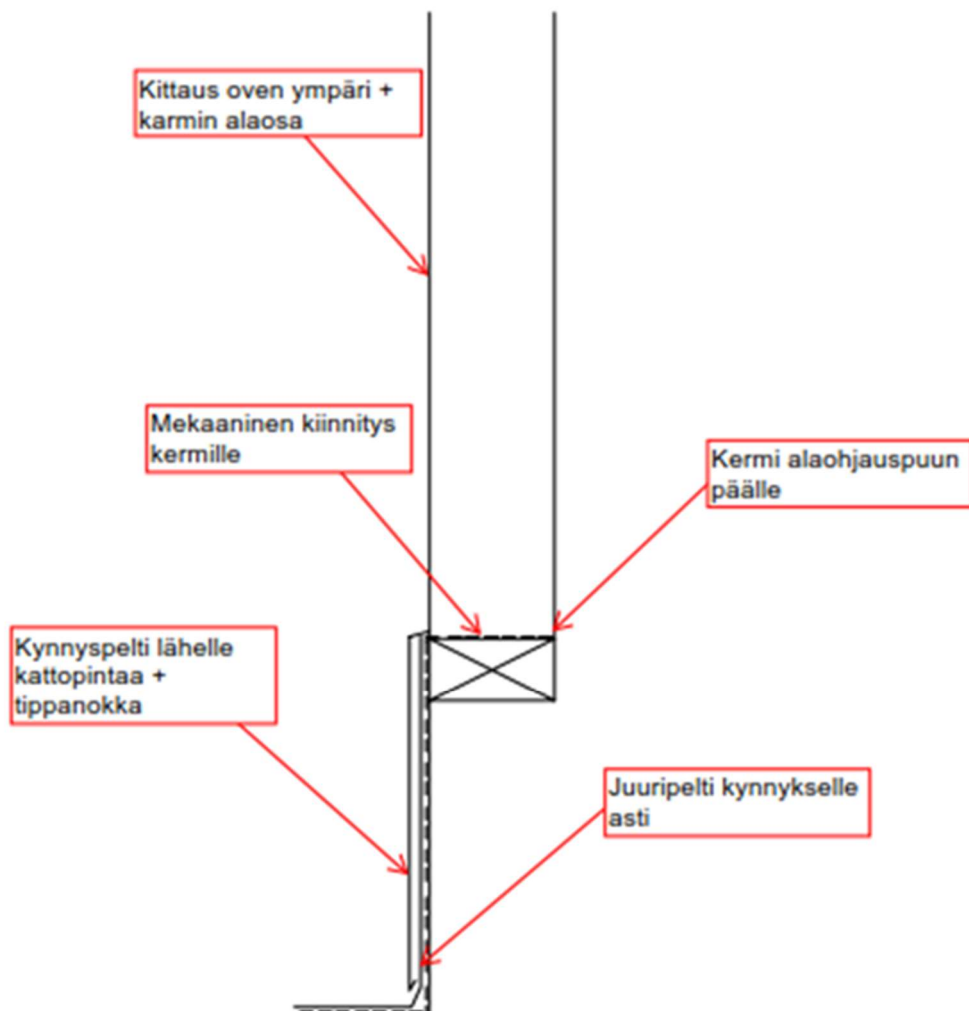 Kittaus oven ympäri +
karmin alaosa
Mekaaninen kiinnitys
kermille
Kermi alaohjauspuun
päälle
Kynnyspelti lähelle
kattopintaa +
tippanokka
Juuripelti kynnykselle
asti